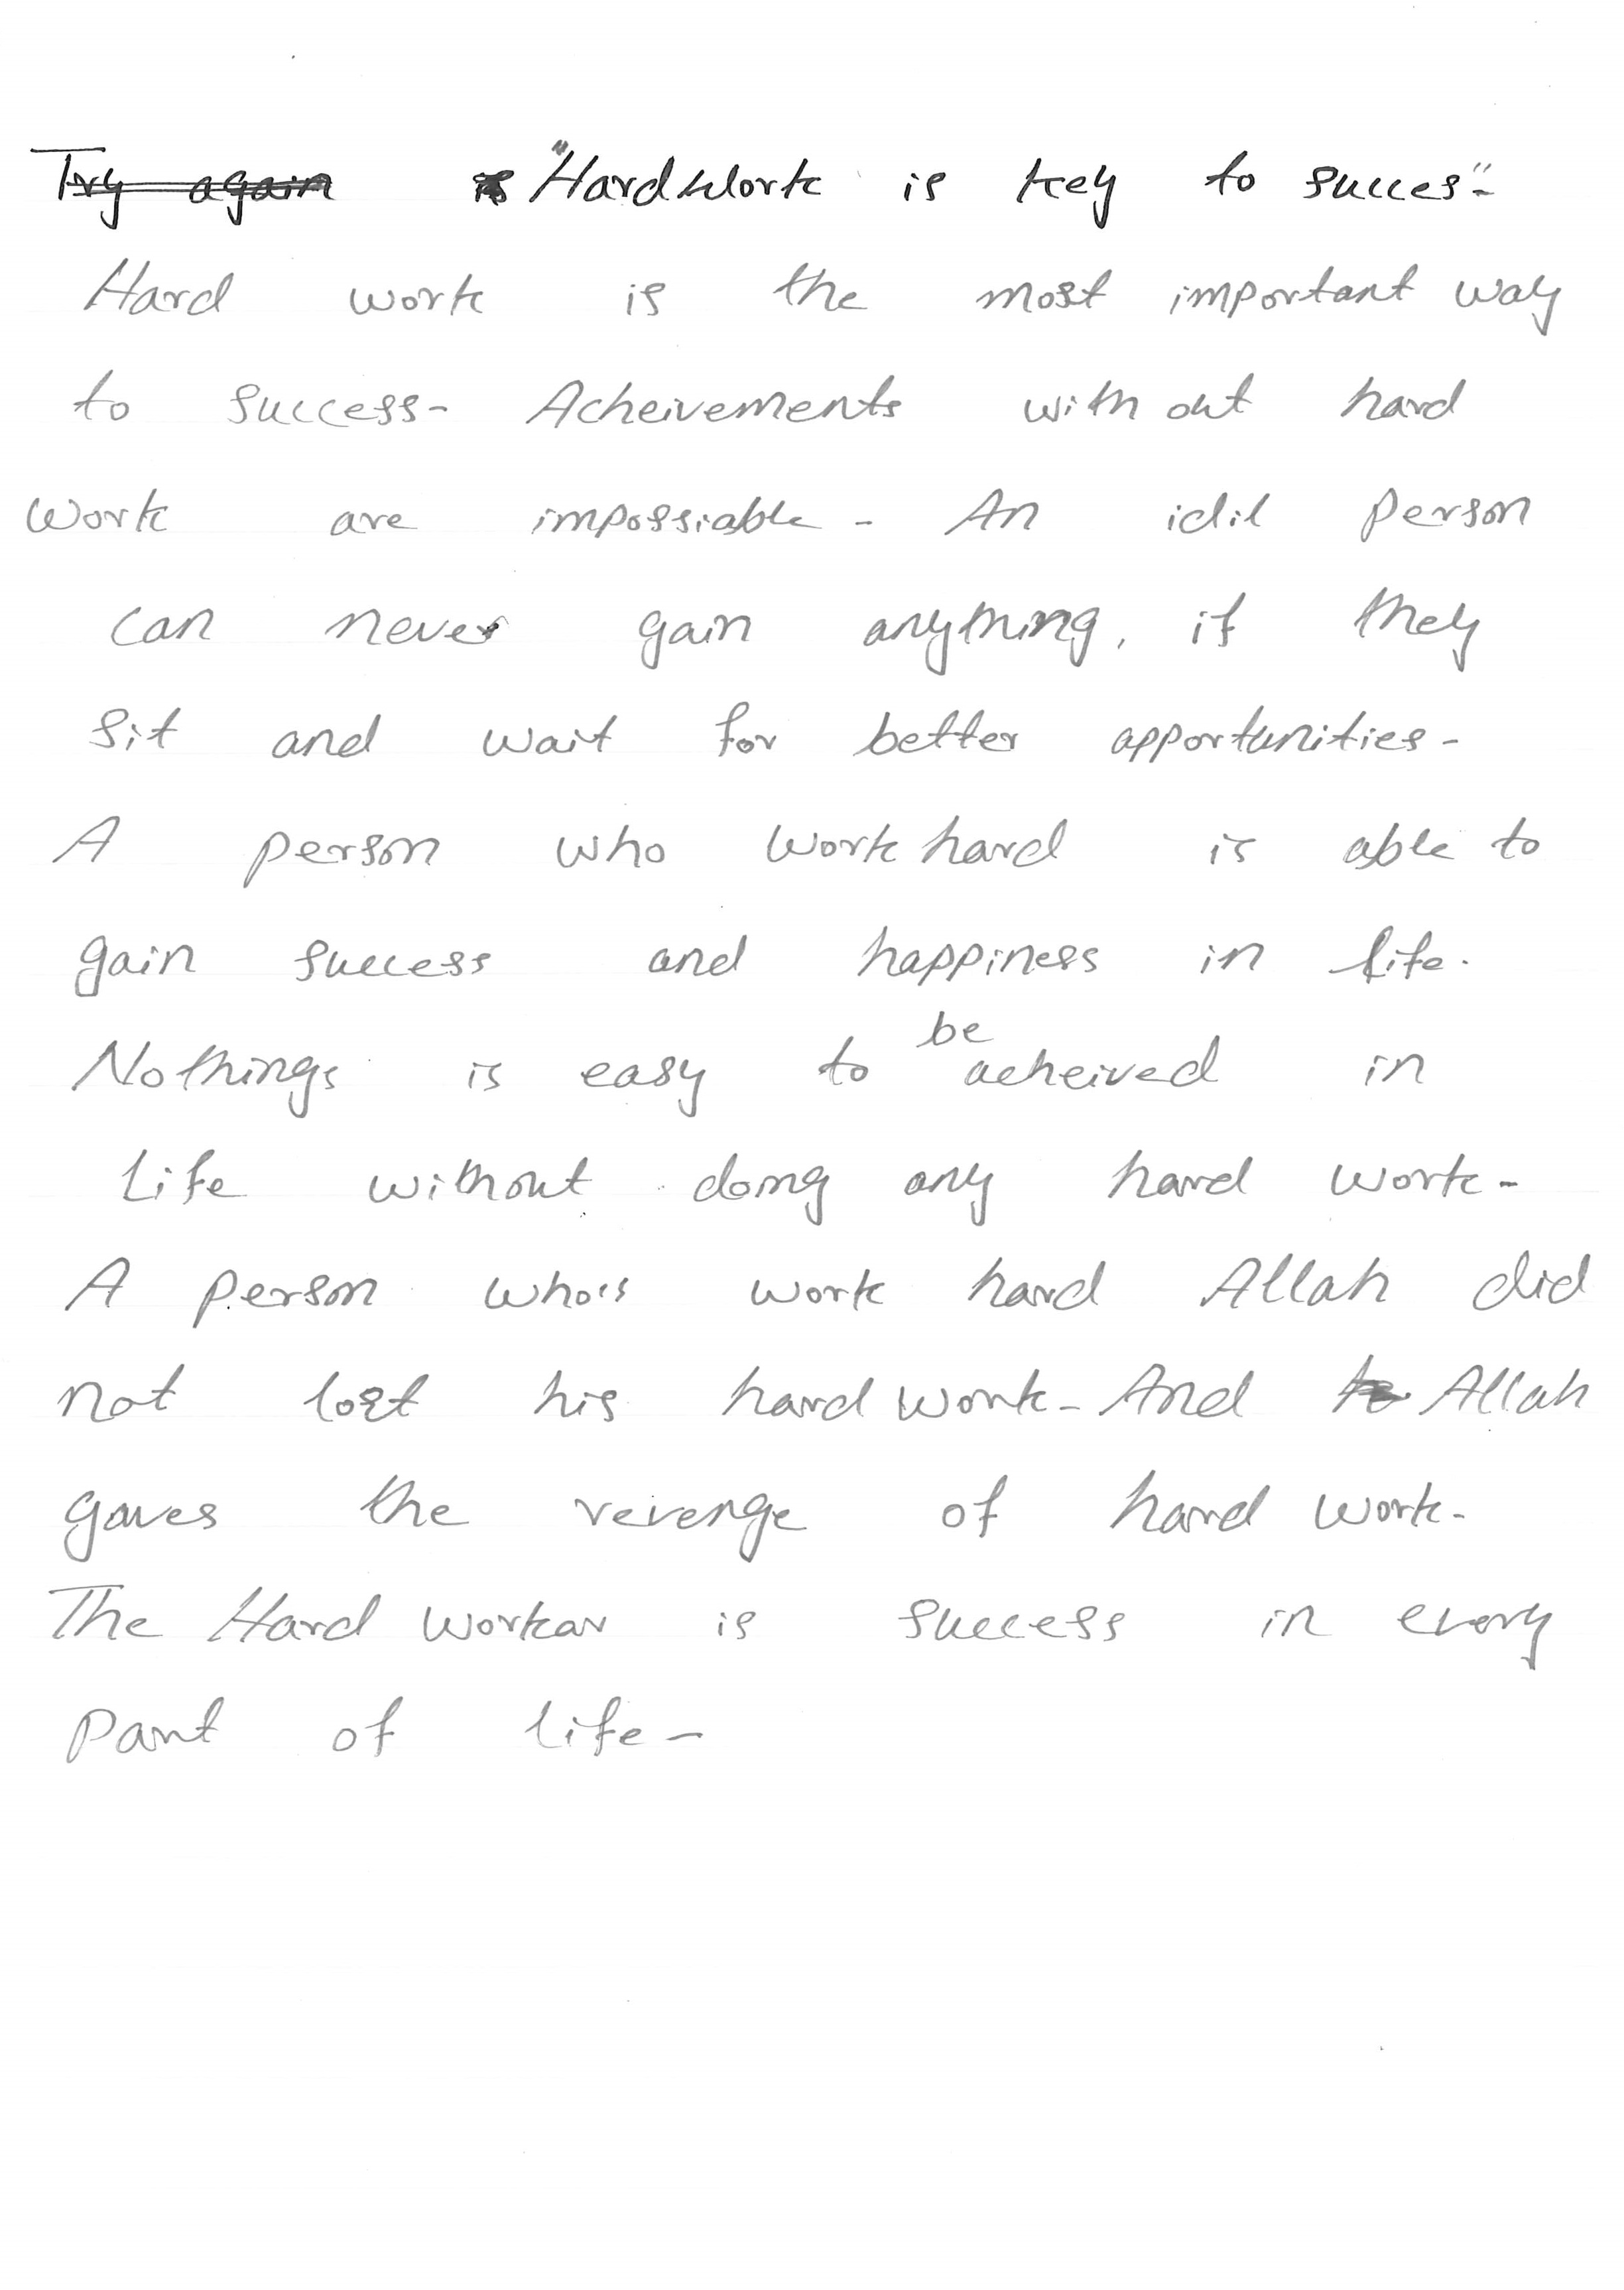 Try again is "Hard Work is key to succes"-
Hard work is the most important way
to success- Acheivements with out hard
Work are impossiable - An idil person
can never gain anything, if they
sit and wait for better apportunities-
A person who work hard is able to
gain success and happiness in life.
Nothings is easy to be acheived in
Life without doing any hard work-
A person who's work hard Allah did
not lost his hard work- And to Allah
gaves the revenge of hard work-
The Hard workar is success in every
part of life-